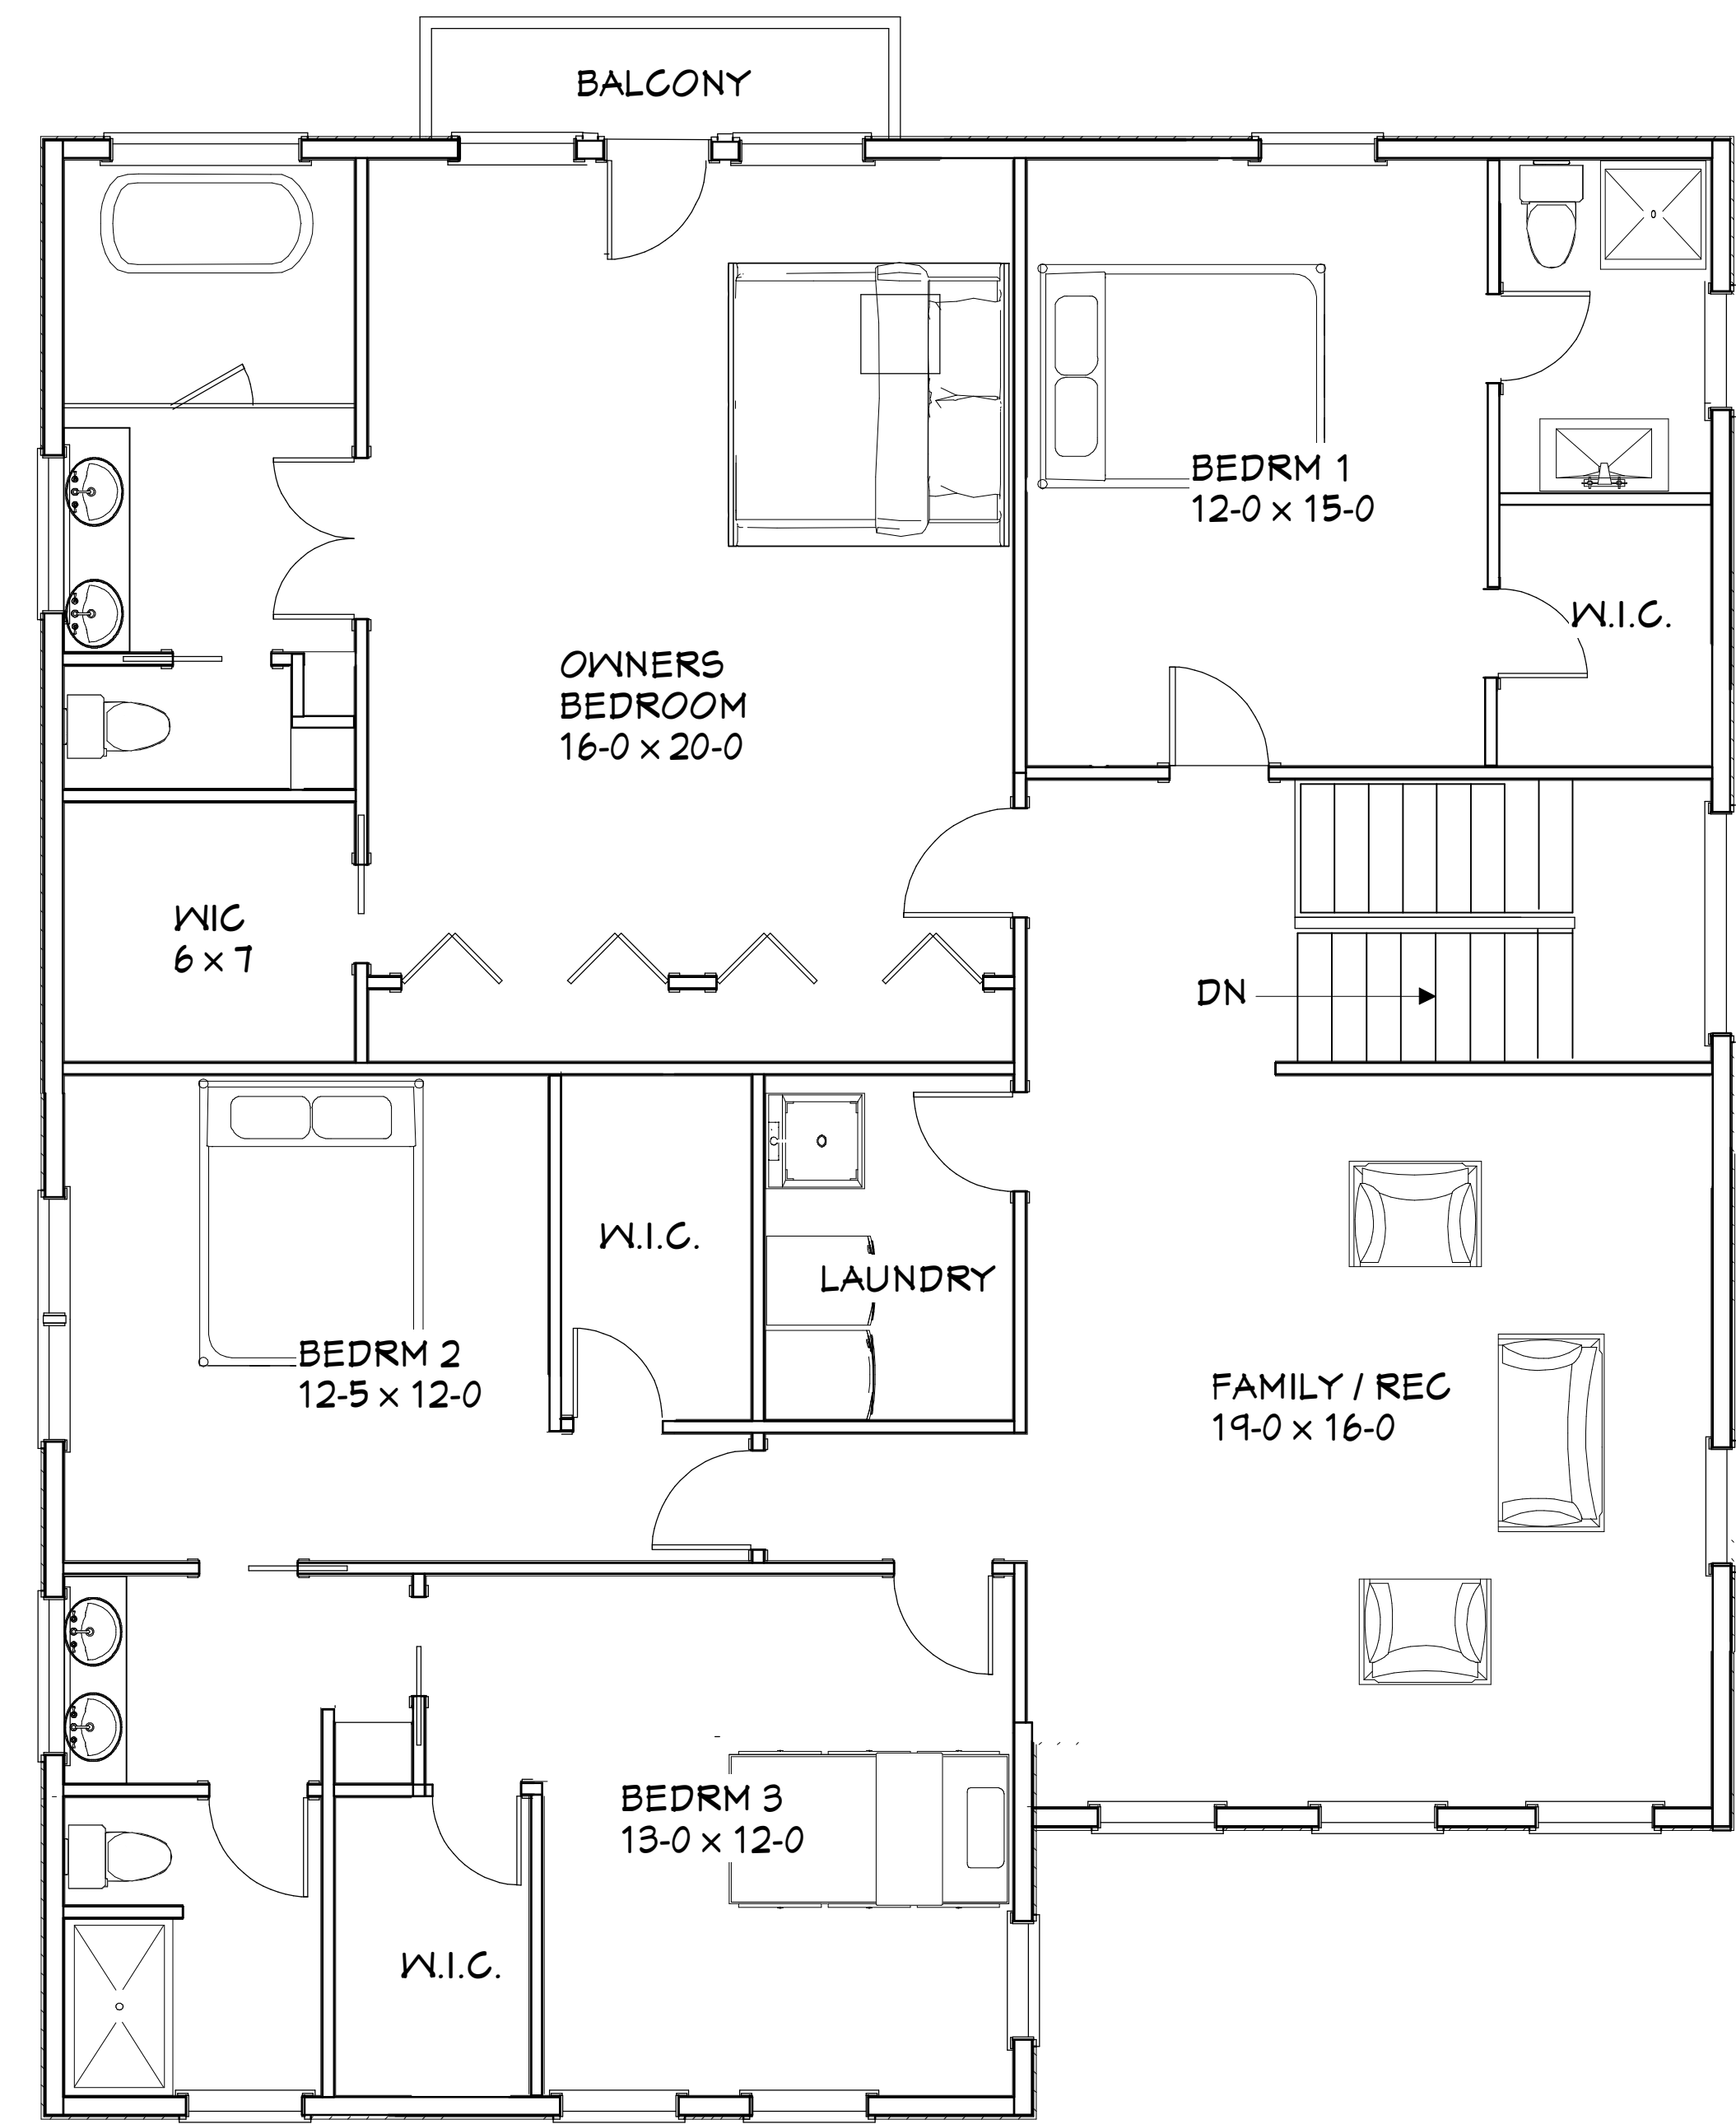 BALCONY
BEDRM 1
12-0 x 15-0
W.I.C.
OWNERS
BEDROOM
16-0 x 20-0
WIC
6 x 7
DN
W.I.C.
LAUNDRY
BEDRM 2
12-5 x 12-0
FAMILY / REC
19-0 x 16-0
BEDRM 3
13-0 x 12-0
W.I.C.